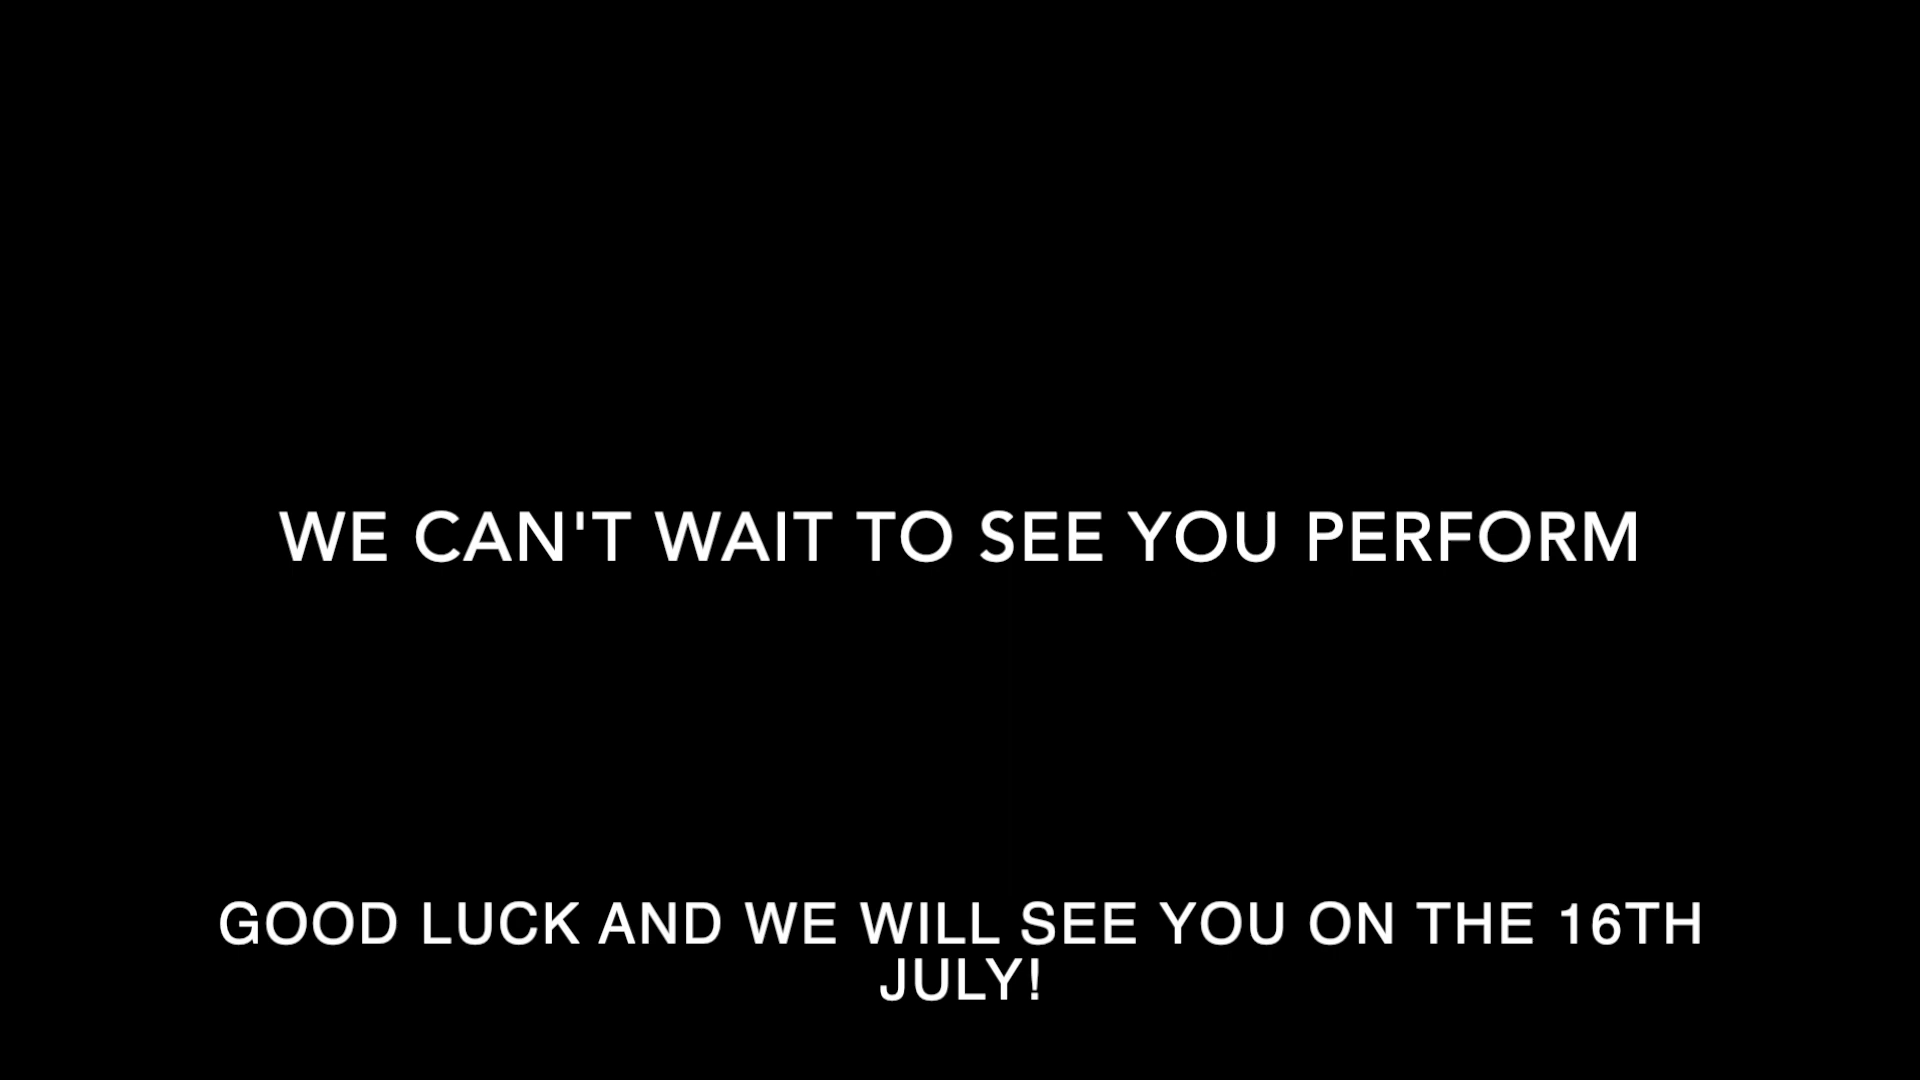 WE CAN'T WAIT TO SEE YOU PERFORM
GOOD LUCK AND WE WILL SEE YOU ON THE 16TH
JULY!